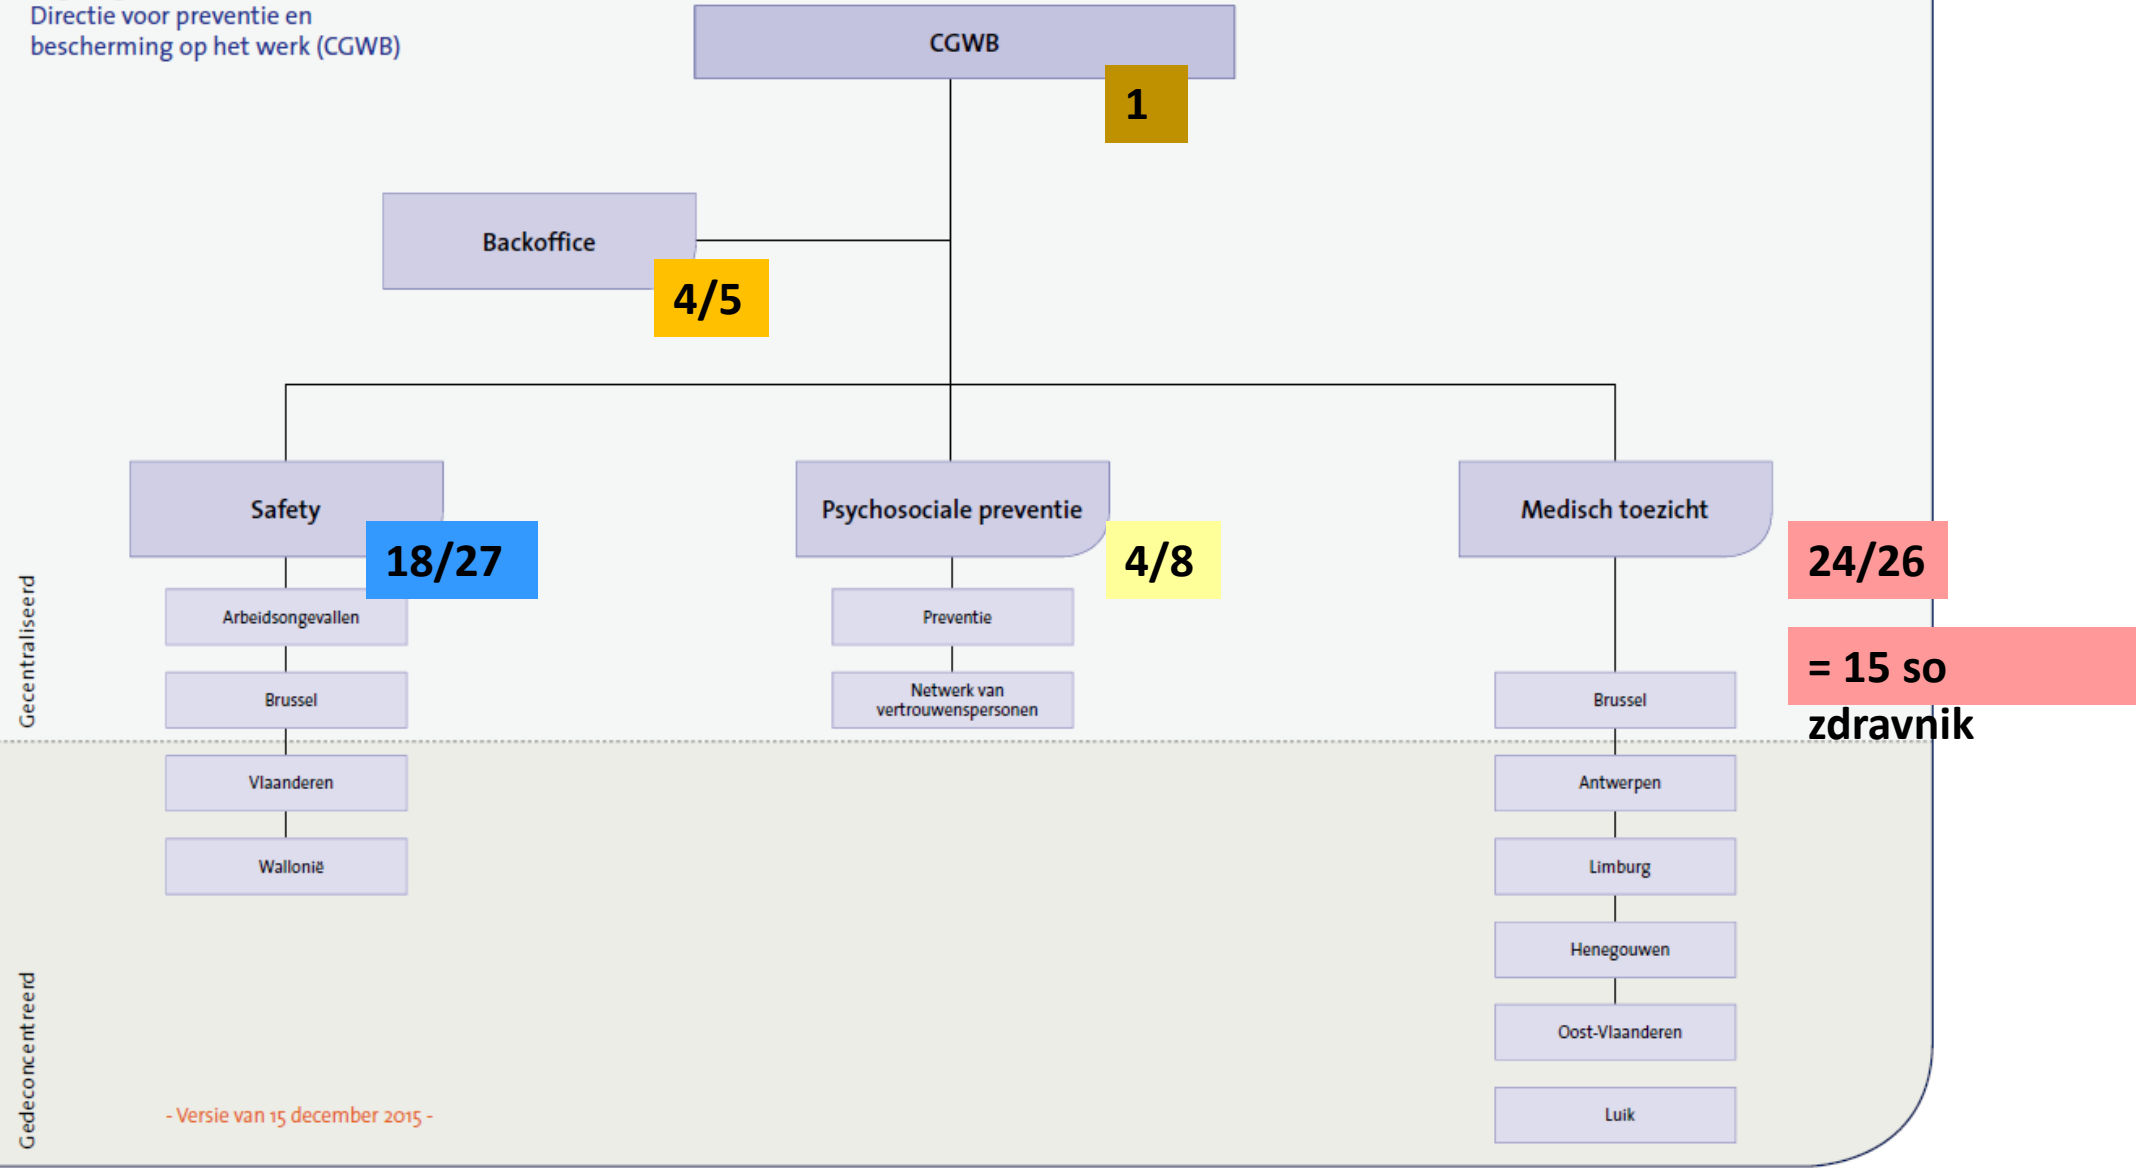 Directie voor preventie en
bescherming op het werk (CGWB)
CGWB
1
Backoffice
4/5
Safety
18/27
Psychosociale preventie
4/8
Medisch toezicht
24/26
= 15 so
zdravnik
Arbeidsongevallen
Brussel
Vlaanderen
Wallonië
Preventie
Netwerk van
vertrouwenspersonen
Brussel
Antwerpen
Limburg
Henegouwen
Oost-Vlaanderen
Luik
Gecentraliseerd
Gedeconcentreerd
- Versie van 15 december 2015 -